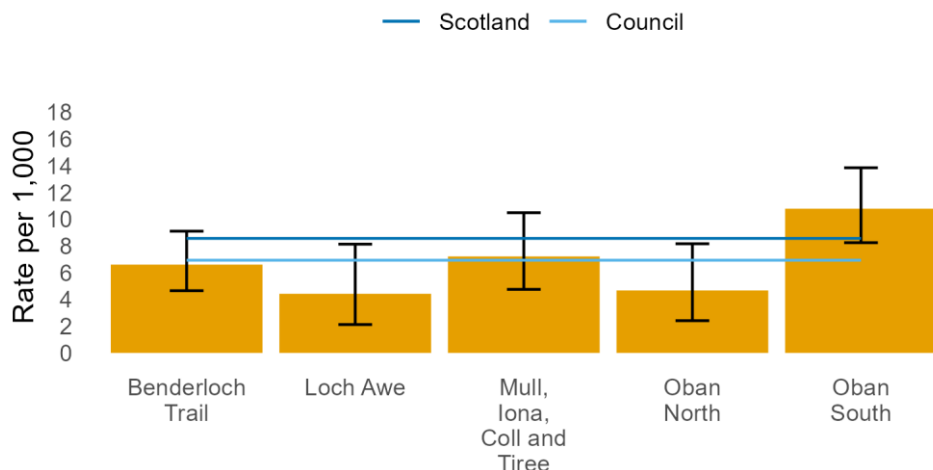 Scotland Council
Rate per 1,000
18
16
14
12
10
8
6
4
2
0
Benderloch
Trail
Loch Awe
Mull,
Iona,
Coll and
Tiree
Oban
North
Oban
South